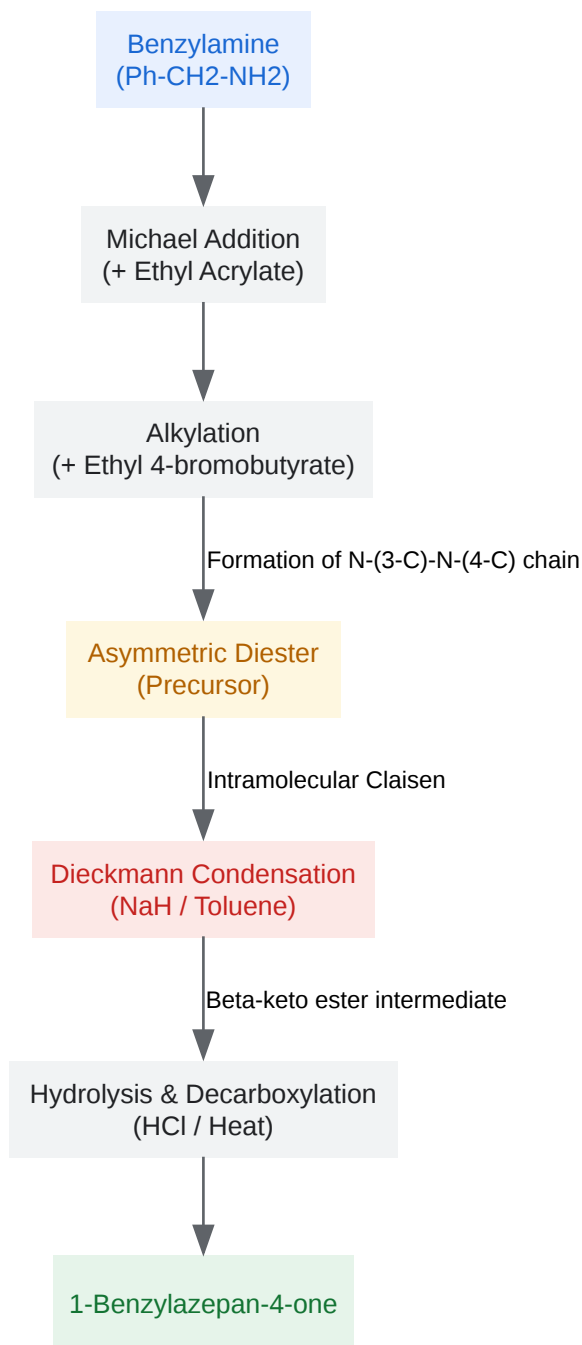 Benzylamine
(Ph-CH2-NH2)
Michael Addition
(+ Ethyl Acrylate)
Alkylation
(+ Ethyl 4-bromobutyrate)
Formation of N-(3-C)-N-(4-C) chain
Asymmetric Diester
(Precursor)
Intramolecular Claisen
Dieckmann Condensation
(NaH / Toluene)
Beta-keto ester intermediate
Hydrolysis & Decarboxylation
(HCl / Heat)
1-Benzylazepan-4-one